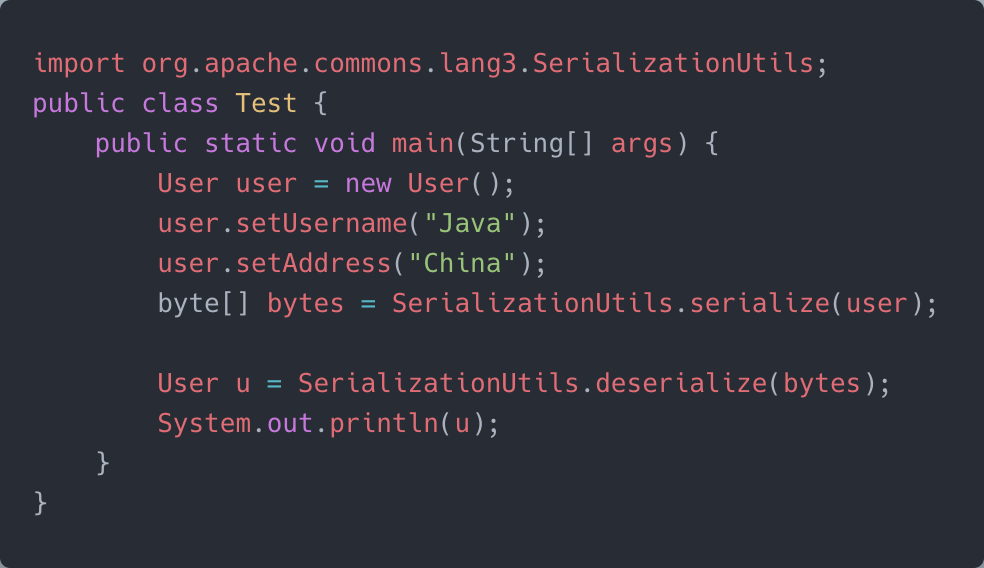 import org.apache.commons.lang3.SerializationUtils;
public class Test {
    public static void main(String[] args) {
        User user = new User();
        user.setUsername("Java");
        user.setAddress("China");
        byte[] bytes = SerializationUtils.serialize(user);

        User u = SerializationUtils.deserialize(bytes);
        System.out.println(u);
    }
}